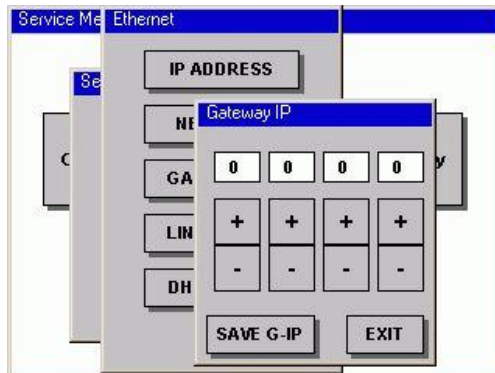 Service Me
Ethernet
IP ADDRESS
Se
Gateway IP
NE
0 0 0 0
C
y
GA
+ + + +
LIN
- - - -
DH
SAVE G-IP
EXIT